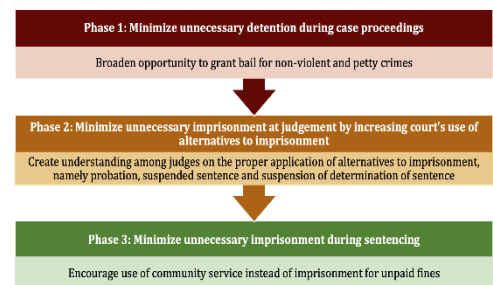 Phase 1: Minimize unnecessary detention during case proceedings
Broaden opportunity to grant bail for non-violent and petty crimes
Phase 2: Minimize unnecessary imprisonment at judgement by increasing court's use of
alternatives to imprisonment
Create understanding among judges on the proper application of alternatives to imprisonment,
namely probation, suspended sentence and suspension of determination of sentence
Phase 3: Minimize unnecessary imprisonment during sentencing
Encourage use of community service instead of imprisonment for unpaid fines